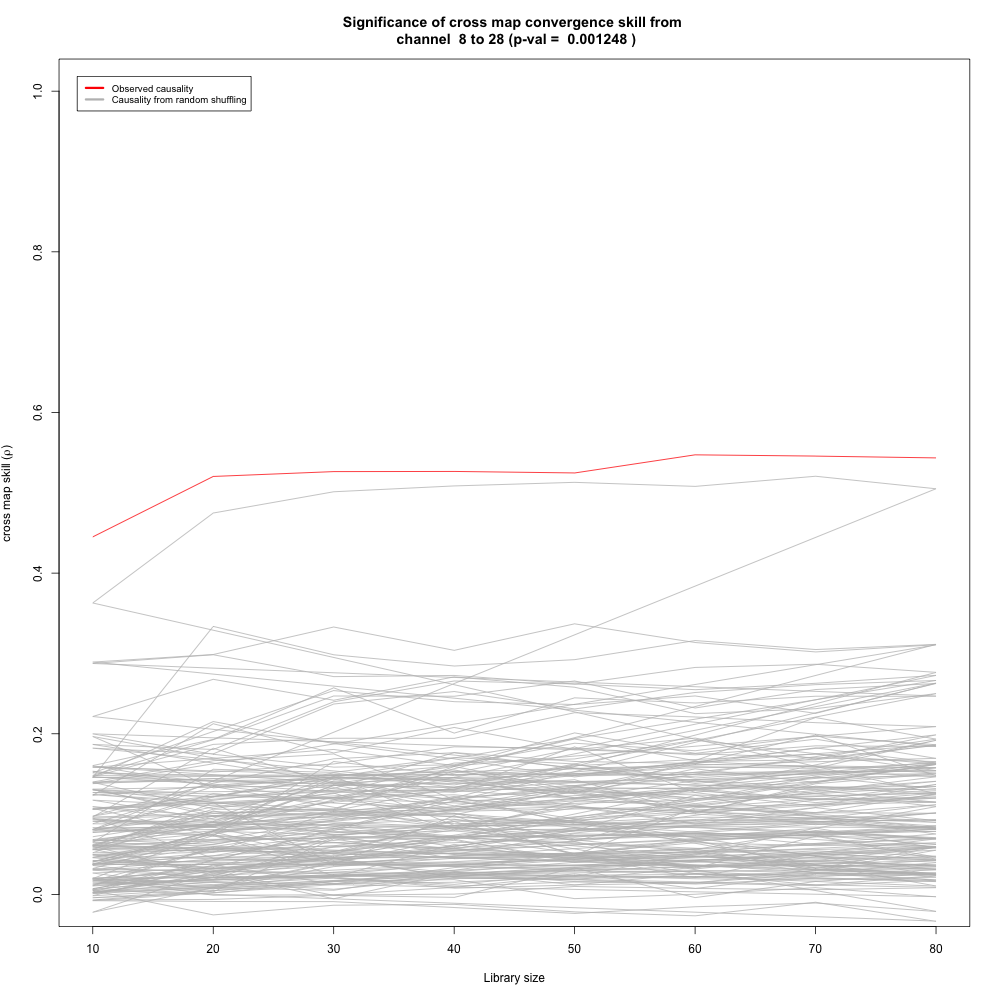 Significance of cross map convergence skill from
channel 8 to 28 (p-val = 0.001248 )
Observed causality
Causality from random shuffling
cross map skill (ρ)
1.0
0.8
0.6
0.4
0.2
0.0
10 20 30 40 50 60 70 80
Library size